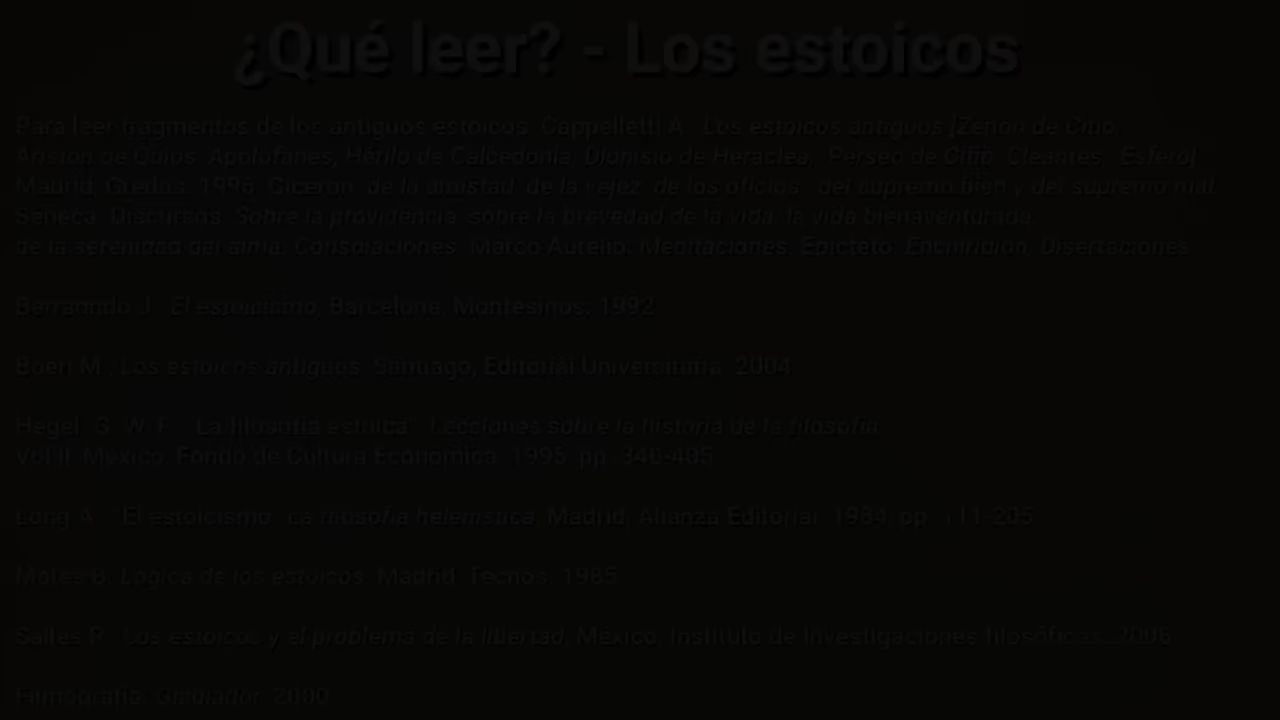 ¿Qué leer? - Los estoicos
Para leer fragmentos de los antiguos estoicos: Cappelletti A., Los estoicos antiguos [Zenón de Citio,
Aristón de Quíos, Apolófanes, Hérilo de Calcedonia, Dionisio de Heraclea, Perseo de Citio, Cleantes, Esfero]
Madrid, Gredos, 1996. Cicerón, de la amistad, de la vejez, de los oficios, del supremo bien y del supremo mal.
Séneca, Sobre la providencia, sobre la brevedad de la vida, la vida bienaventurada,
de la serenidad del alma, Consolaciones. Marco Aurelio, Meditaciones. Epicteto, Enchiridion, Disertaciones.
Barraondo J., El estoicismo, Barcelona, Montesinos: 1992
Boeri M., Los estoicos antiguos, Santiago, Editorial Universitaria, 2004
Hegel, G. W. F., "La filosofía estoica", Lecciones sobre la historia de la filosofía
Vol II, México, Fondo de Cultura Económica, 1995, pp. 340-405
Long A., "El estoicismo", La filosofía helenística, Madrid, Alianza Editorial, 1984, pp. 111-205
Mates B., Lógica de los estoicos, Madrid, Tecnos, 1985
Salles R., Los estoicos y el problema de la libertad, México, Instituto de Investigaciones filosóficas, 2006
Filmografía: Gladiador, 2000